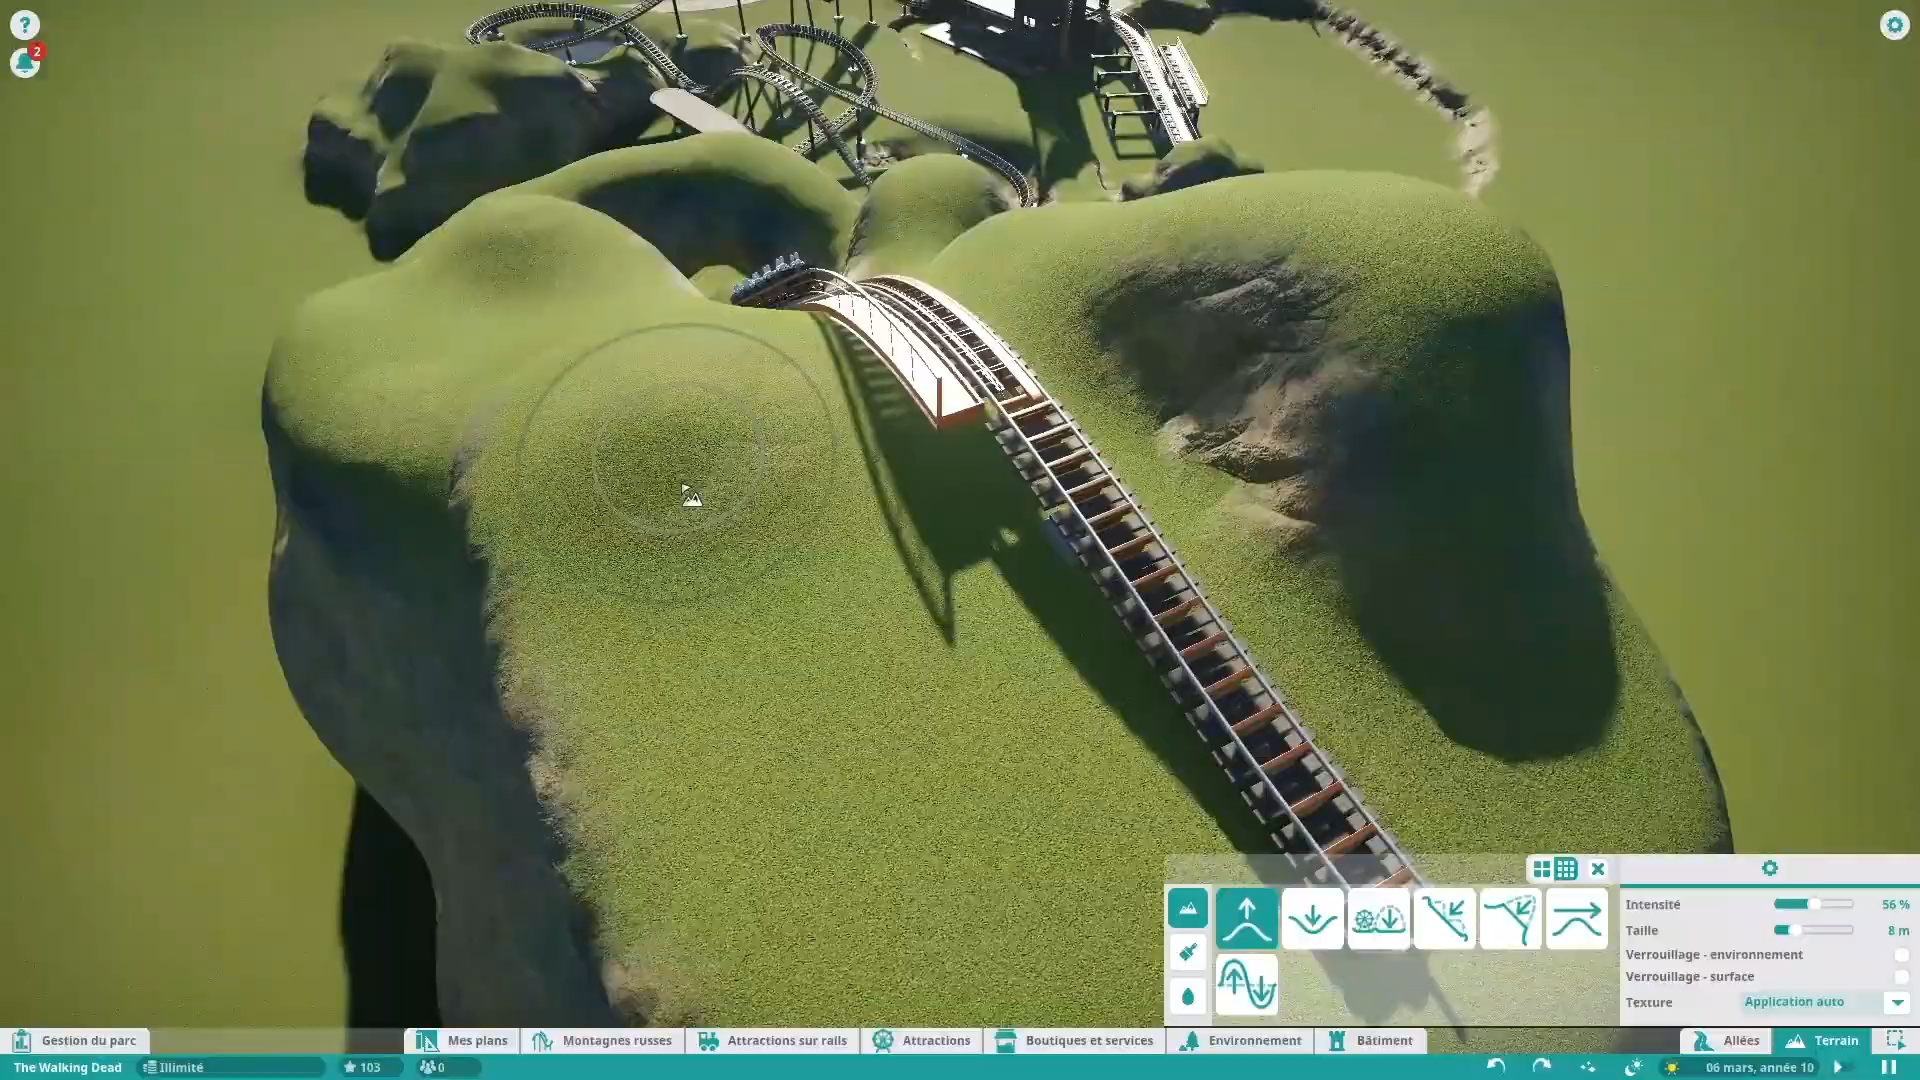 ?
2
Intensité 56 %
Taille 8 m
Verrouillage - environnement
Verrouillage - surface
Texture Application auto
Gestion du parc Mes plans Montagnes russes Attractions sur rails Attractions Boutiques et services Environnement Bâtiment Allées Terrain
The Walking Dead Illimité 103 0 06 mars, année 10